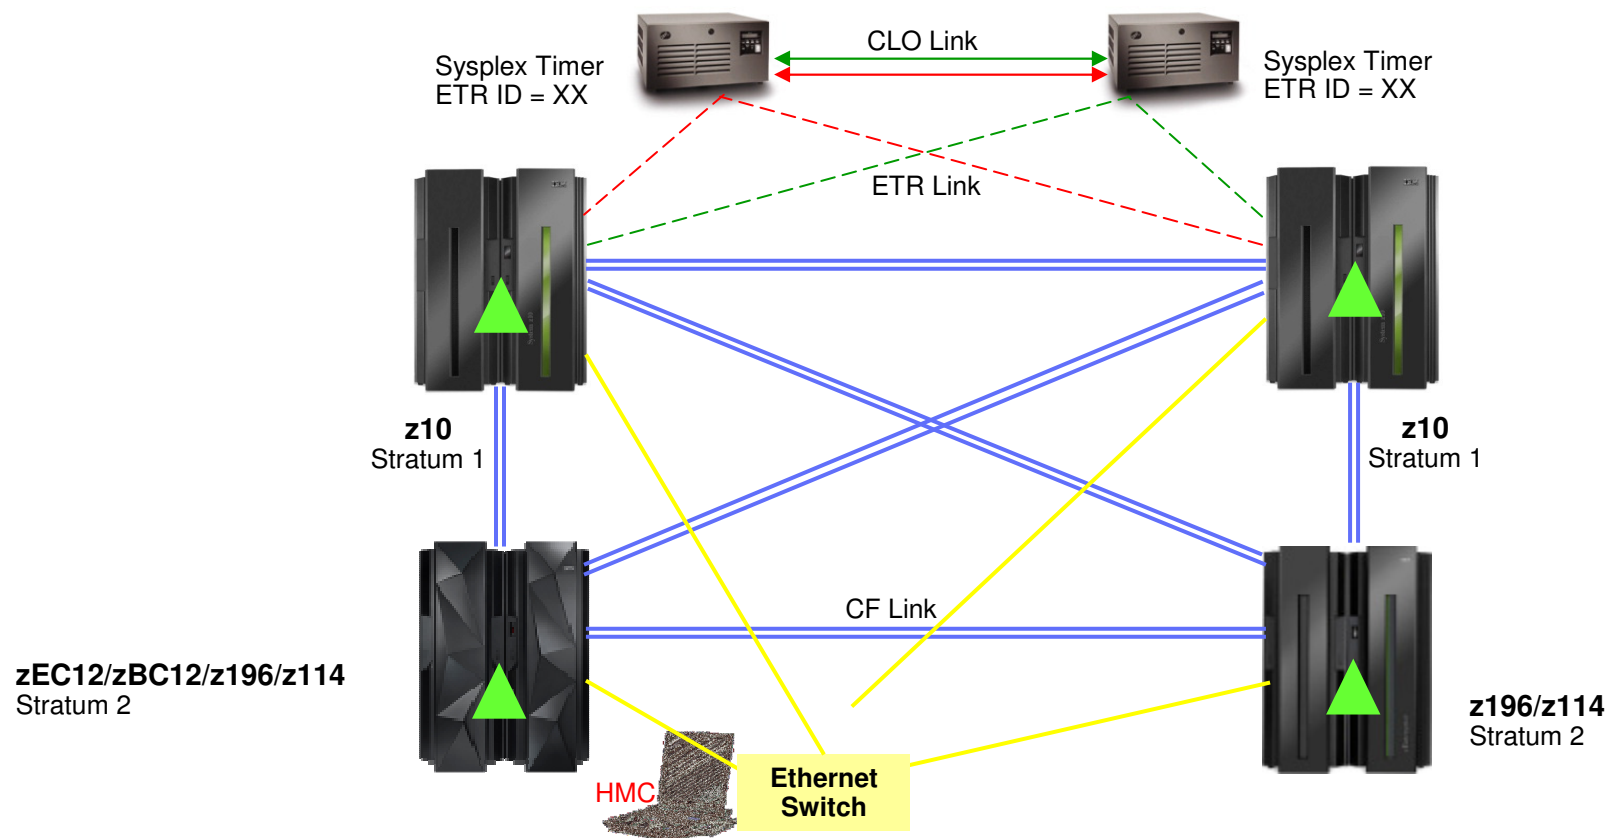 CLO Link
Sysplex Timer
ETR ID = XX
Sysplex Timer
ETR ID = XX
ETR Link
z10
Stratum 1
z10
Stratum 1
CF Link
zEC12/zBC12/z196/z114
Stratum 2
z196/z114
Stratum 2
HMC
Ethernet
Switch